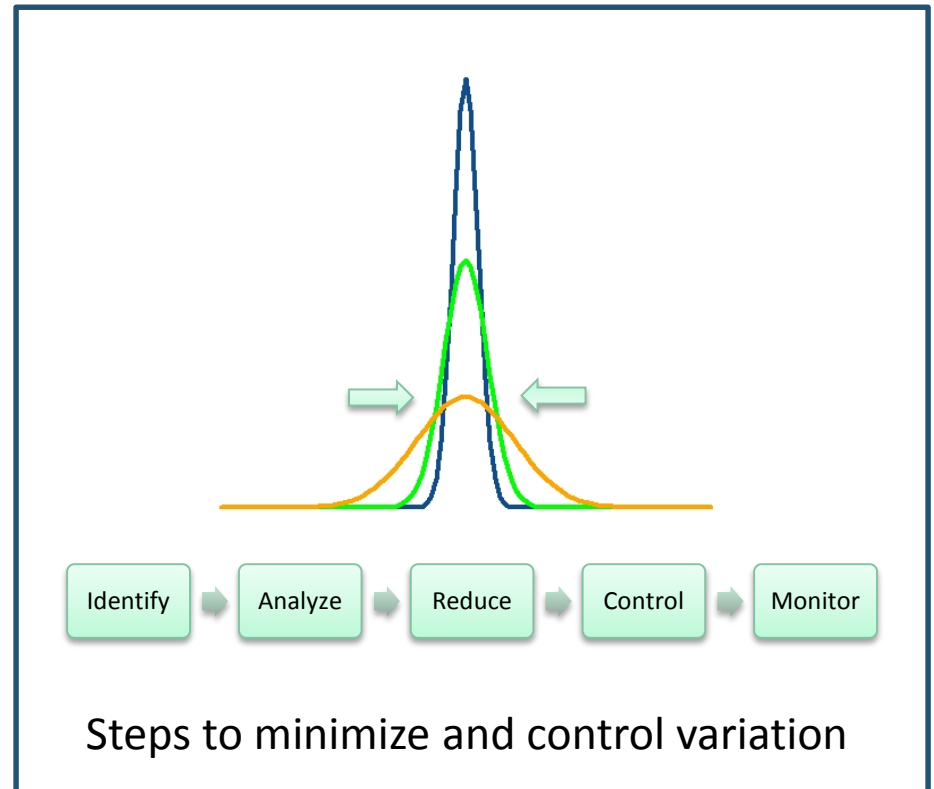 Identify Analyze Reduce Control Monitor
Steps to minimize and control variation